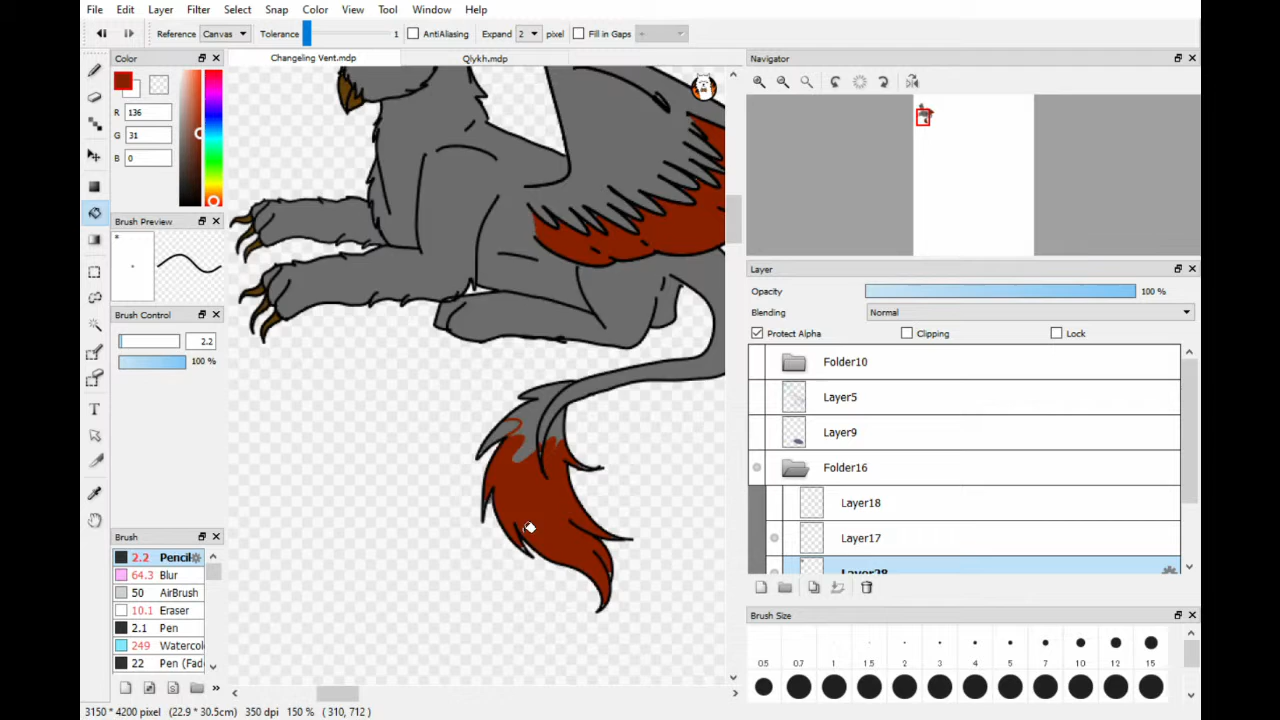 File Edit Layer Filter Select Snap Color View Tool Window Help
Reference Canvas Tolerance 1 AntiAliasing Expand 2 pixel Fill in Gaps
Color
Changeling Vent.mdp Qlykh.mdp
Navigator
R 136
G 31
B 0
Brush Preview
*
Brush Control
2.2
100 %
Layer
Opacity 100 %
Blending Normal
Protect Alpha Clipping Lock
Folder10
Layer5
Layer9
Folder16
Layer18
Layer17
Layer28
Brush
2.2 Pencil
64.3 Blur
50 AirBrush
10.1 Eraser
2.1 Pen
249 Watercol
22 Pen (Fade
Brush Size
05 07 1 1.5 2 3 4 5 7 10 12 15
3150 * 4200 pixel (22.9 * 30.5cm) 350 dpi 150 % ( 310, 712 )